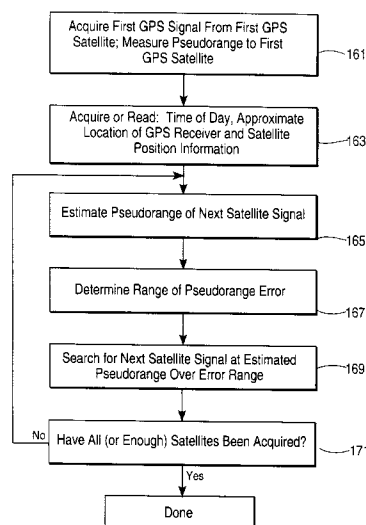 Acquire First GPS Signal From First GPS
Satellite; Measure Pseudorange to First
GPS Satellite
161
Acquire or Read: Time of Day, Approximate
Location of GPS Receiver and Satellite
Position Information
163
Estimate Pseudorange of Next Satellite Signal
165
Determine Range of Pseudorange Error
167
Search for Next Satellite Signal at Estimated
Pseudorange Over Error Range
169
No
Have All (or Enough) Satellites Been Acquired?
171
Yes
Done